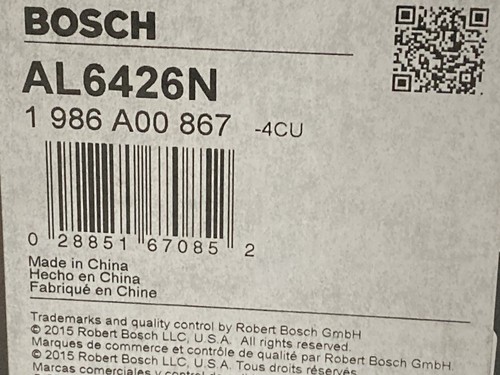 BOSCH
AL6426N
1 986 A00 867 -4CU
0 28851 67085 2
Made in China
Hecho en China
Fabriqué en Chine
Trademarks and quality control by Robert Bosch GmbH
© 2015 Robert Bosch LLC, U.S.A. All rights reserved.
Marques de commerce et contrôle de qualité par Robert Bosch GmbH.
© 2015 Robert Bosch LLC, U.S.A. Tous droits réservés
Marcas comerciales y